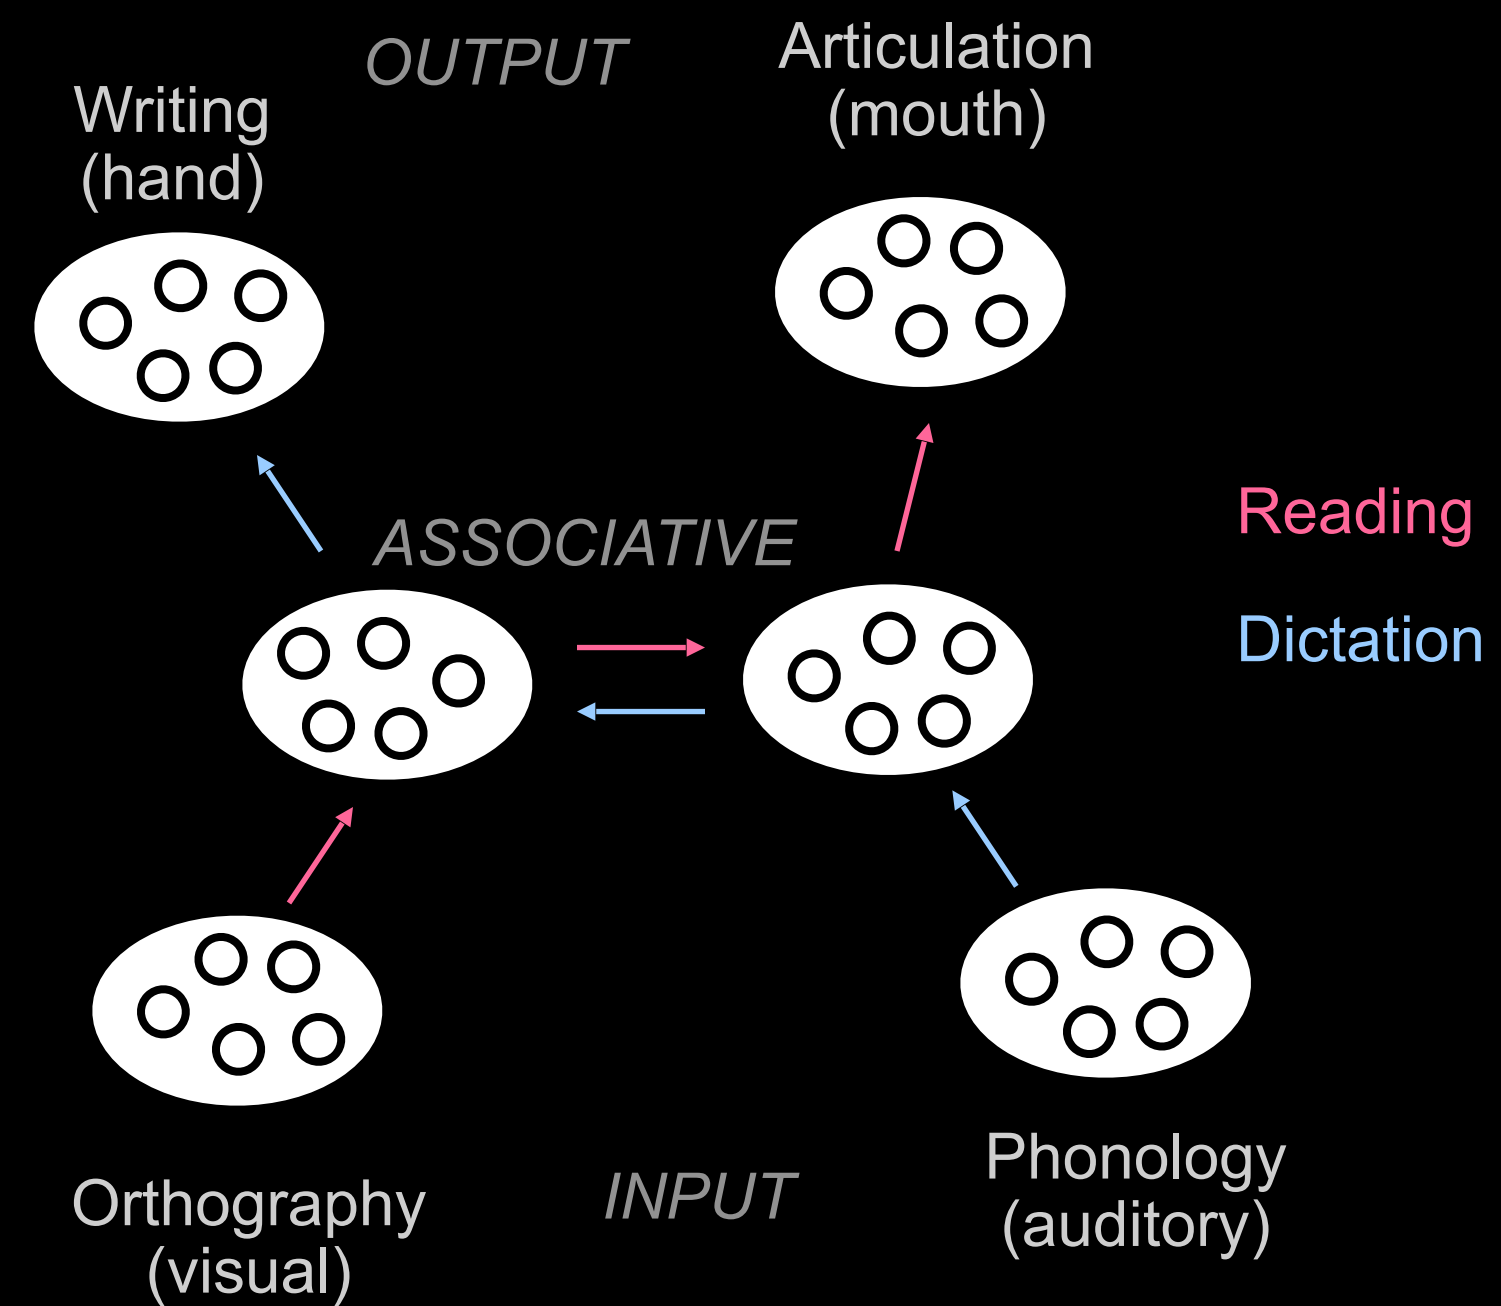 OUTPUT
Articulation
(mouth)
Writing
(hand)
ASSOCIATIVE
Reading
Dictation
Phonology
(auditory)
INPUT
Orthography
(visual)